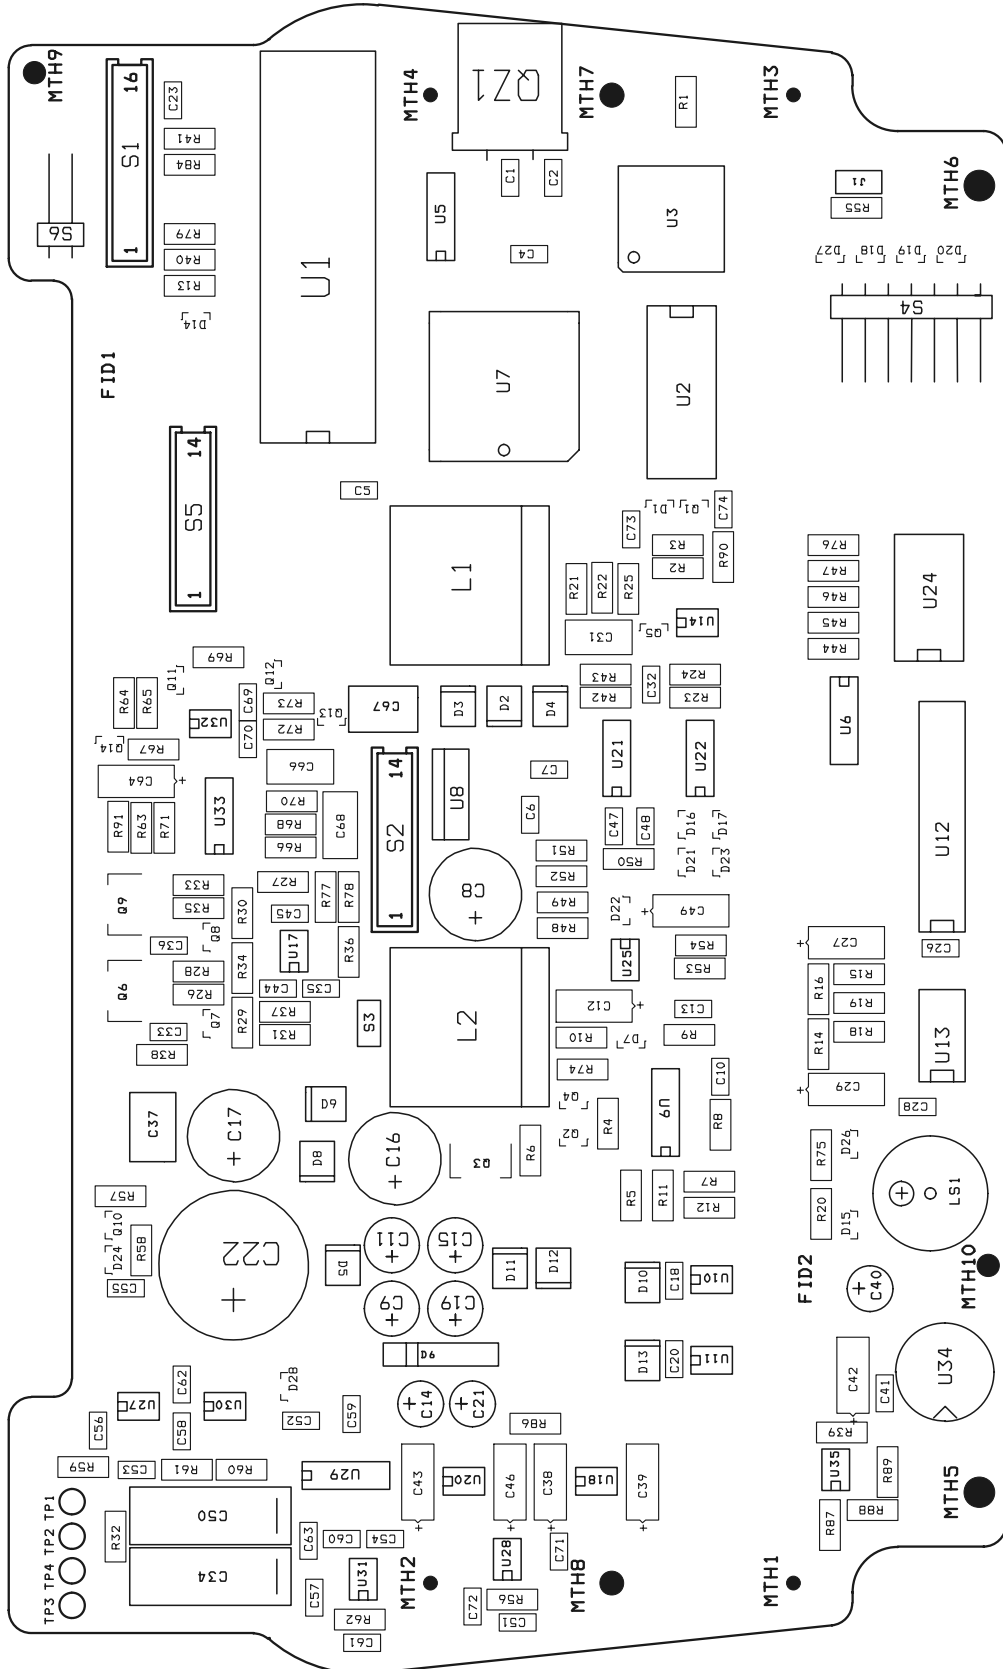 MTH9
16
S1
1
C23
R41
R84
R79
R40
R13
D14
S6
FID1
U1
MTH4
QZ1
MTH7
R1
MTH3
C1
C2
U5
C4
U3
J1
R55
MTH6
D27
D18
D19
D20
S4
U7
U2
14
S5
1
C5
L1
C73
D1
Q1
C74
R3
R2
R90
R21
R22
R25
C31
Q5
U14
R76
R47
R46
R45
R44
U24
R69
Q11
Q12
R64
R65
C69
R73
Q13
C67
D3
D2
D4
R43
R42
C32
R24
R23
U6
Q14
R67
U32
C70
R72
C64
+
C66
14
S2
1
U8
C7
U21
U22
U12
R91
R63
R71
U33
R70
R68
R66
C68
C6
C47
C48
D16
D17
R51
R50
D21
D23
Q9
R33
R35
R30
R27
C45
R77
R78
C8
+
R52
R49
R48
D22
+
C49
C36
Q8
U17
R36
U25
R54
R53
+
C27
C26
Q6
R28
R26
R34
C44
C35
L2
R16
R15
R19
C33
Q7
R29
R37
R31
S3
C12
+
C13
R38
R10
D7
R9
R14
R18
U13
R74
C10
+
C29
C28
C37
C17
+
D6
D8
C16
+
Q4
Q2
R4
U9
R8
Q3
R6
R75
D26
R57
R5
R11
R7
R12
R20
D15
+
LS1
Q10
D24
R58
C55
C22
+
D5
C11
+
C15
+
D11
D12
D10
C18
U10
FID2
C40
+
MTH10
C9
+
C19
+
D6
D13
C20
U11
C62
D28
C14
+
C21
+
C42
+
C41
U34
C56
U27
C58
U30
C52
C59
R86
R39
R59
C53
R61
R60
U29
C43
+
U20
C46
+
C38
+
U18
C39
+
U35
R89
R88
R87
MTH5
TP1
TP2
TP4
TP3
R32
C50
C34
C63
C60
C54
C57
U31
R62
C61
MTH2
U28
C71
C72
R56
C51
MTH8
MTH1